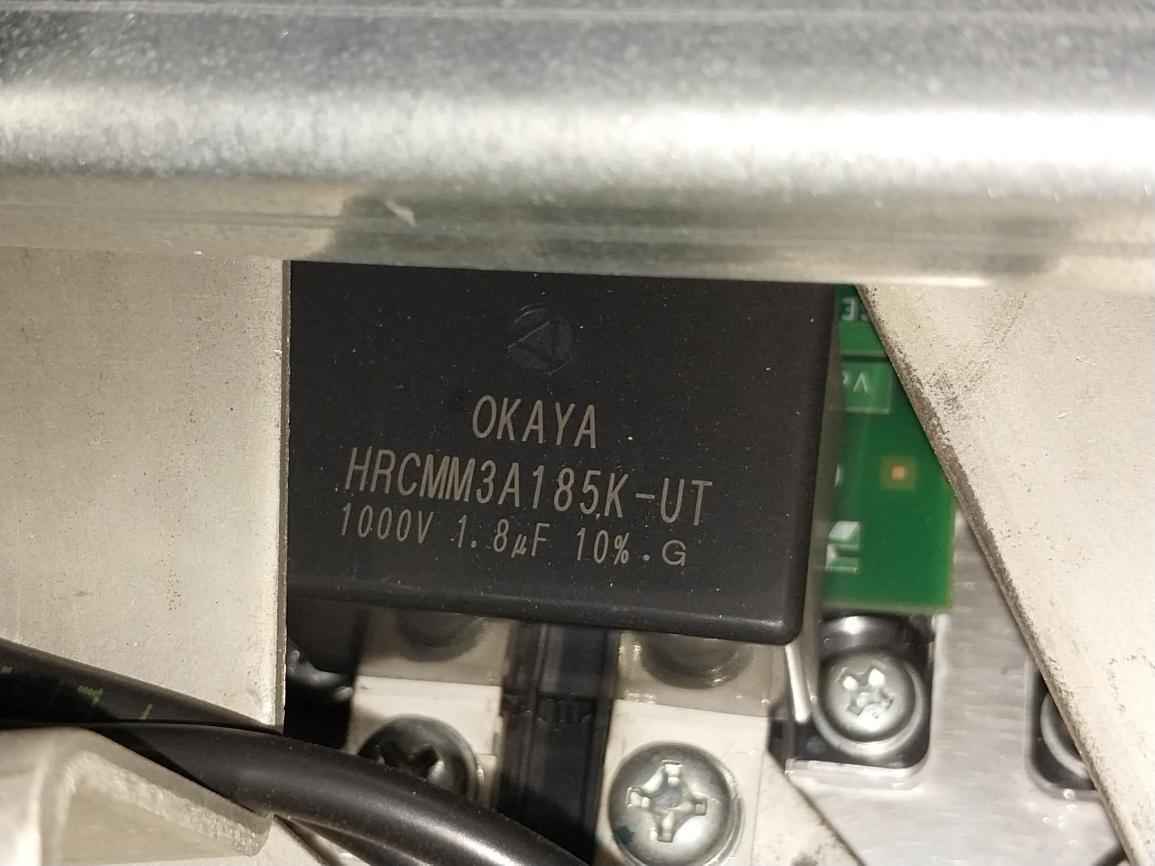 OKAYA
HRCMM3A185K-UT
1000V 1.8μF 10%.G